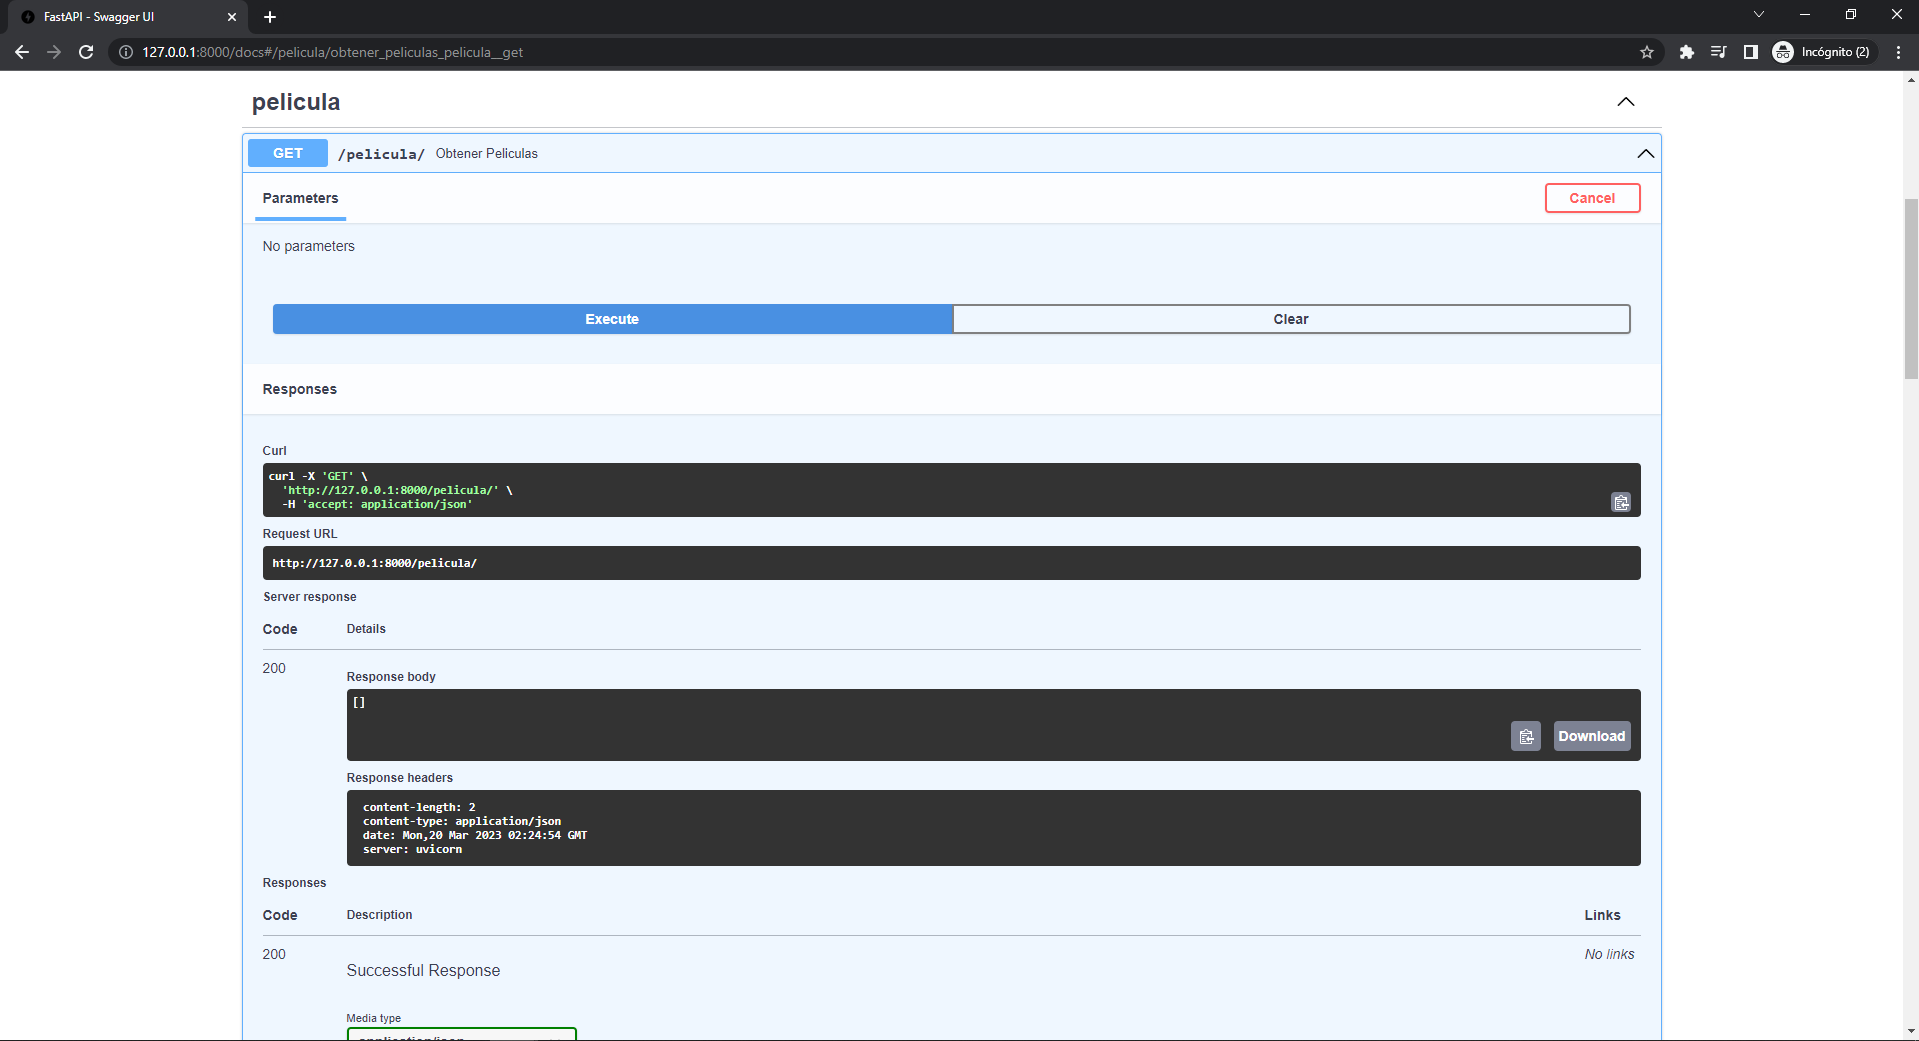 FastAPI - Swagger UI
127.0.0.1:8000/docs#/pelicula/obtener_peliculas_pelicula__get
Incógnito (2)
pelicula
GET /pelicula/ Obtener Peliculas
Parameters
Cancel
No parameters
Execute
Clear
Responses
Curl
curl -X 'GET' \
'http://127.0.0.1:8000/pelicula/' \
-H 'accept: application/json'
Request URL
http://127.0.0.1:8000/pelicula/
Server response
Code Details
200
Response body
[]
Download
Response headers
content-length: 2
content-type: application/json
date: Mon,20 Mar 2023 02:24:54 GMT
server: uvicorn
Responses
Code Description Links
200 No links
Successful Response
Media type
application/json